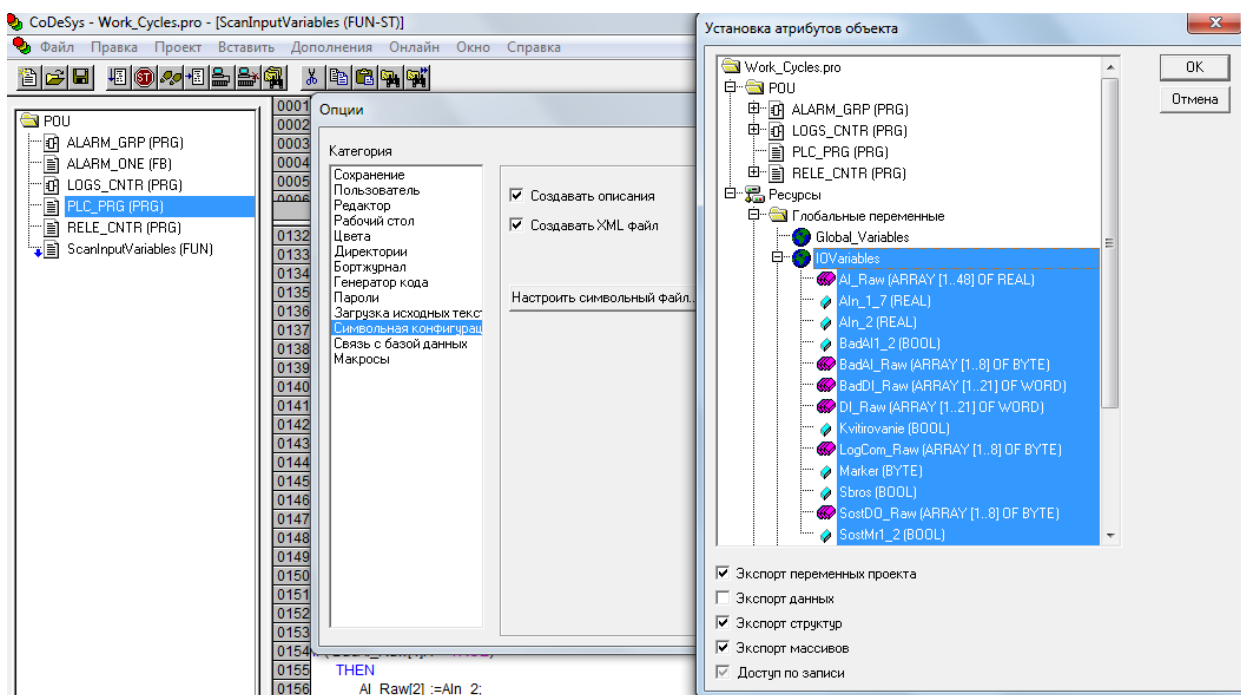 CoDeSys - Work_Cycles.pro - [ScanInputVariables (FUN-ST)]
Файл Правка Проект Вставить Дополнения Онлайн Окно Справка
POU
ALARM_GRP (PRG)
ALARM_ONE (FB)
LOGS_CNTR (PRG)
PLC_PRG (PRG)
RELE_CNTR (PRG)
ScanInputVariables (FUN)
0001
0002
0003
0004
0005
0006
0132
0133
0134
0135
0136
0137
0138
0139
0140
0141
0142
0143
0144
0145
0146
0147
0148
0149
0150
0151
0152
0153
0154
0155 THEN
0156 AI_Raw[2] :=AIn_2;
Опции
Категория
Сохранение
Пользователь
Редактор
Рабочий стол
Цвета
Директории
Бортжурнал
Генератор кода
Пароли
Загрузка исходных текс
Символьная конфигурац
Связь с базой данных
Макросы
Создавать описания
Создавать XML файл
Настроить символьный файл..
Установка атрибутов объекта
Work_Cycles.pro
POU
ALARM_GRP (PRG)
LOGS_CNTR (PRG)
PLC_PRG (PRG)
RELE_CNTR (PRG)
Ресурсы
Глобальные переменные
Global_Variables
IOVariables
AI_Raw (ARRAY [1..48] OF REAL)
AIn_1_7 (REAL)
AIn_2 (REAL)
BadAI1_2 (BOOL)
BadAI_Raw (ARRAY [1..8] OF BYTE)
BadDI_Raw (ARRAY [1..21] OF WORD)
DI_Raw (ARRAY [1..21] OF WORD)
Kvitirovanie (BOOL)
LogCom_Raw (ARRAY [1..8] OF BYTE)
Marker (BYTE)
Sbros (BOOL)
SostDO_Raw (ARRAY [1..8] OF BYTE)
SostMr1_2 (BOOL)
OK
Отмена
Экспорт переменных проекта
Экспорт данных
Экспорт структур
Экспорт массивов
Доступ по записи